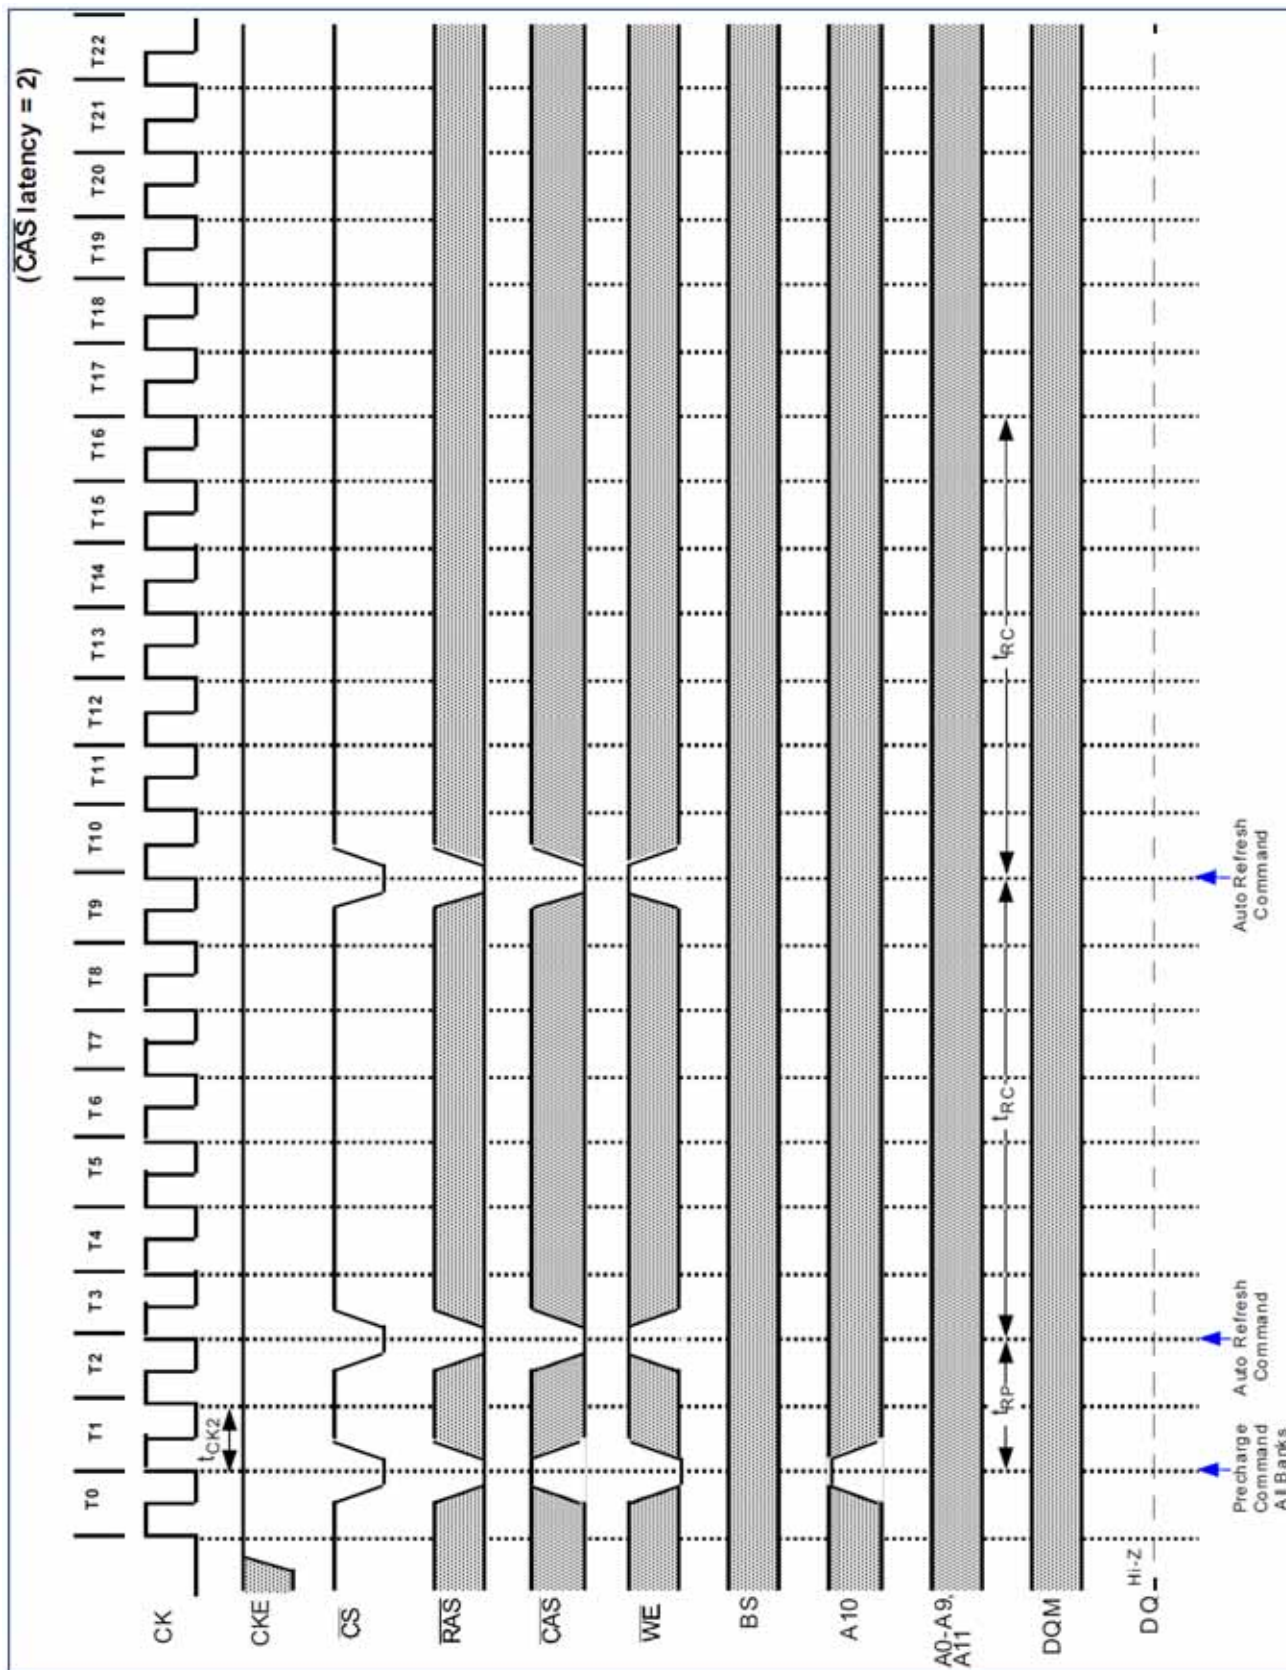 (CAS latency = 2)
T0 T1 T2 T3 T4 T5 T6 T7 T8 T9 T10 T11 T12 T13 T14 T15 T16 T17 T18 T19 T20 T21 T22
CK
tCK2
CKE
CS
RAS
CAS
WE
BS
A10
A0-A9,
A11
tRP
tRC
tRC
DQM
Hi-Z
DQ
Precharge
Command
All Banks
Auto Refresh
Command
Auto Refresh
Command